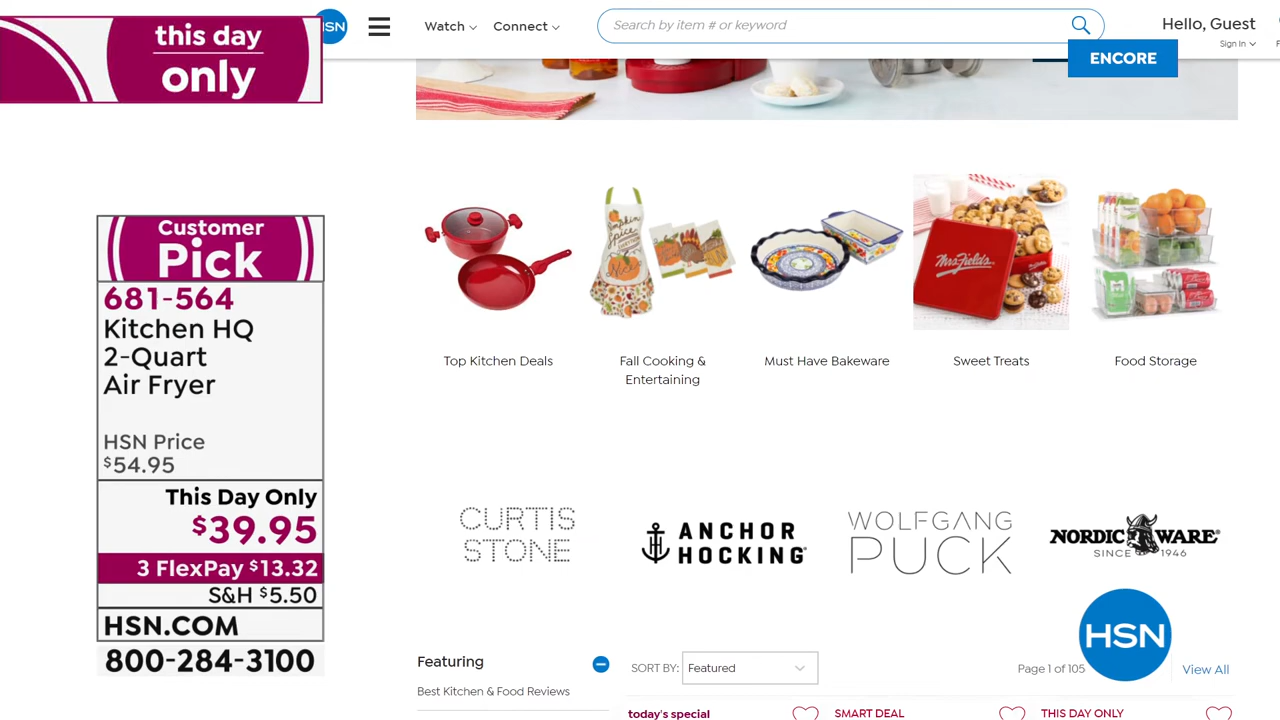 this day
only
HSN
Watch
Connect
Search by item # or keyword
Hello, Guest
Sign In
F
ENCORE
Customer
Pick
681-564
Kitchen HQ
2-Quart
Air Fryer
HSN Price
$54.95
This Day Only
$39.95
3 FlexPay $13.32
S&H $5.50
HSN.COM
800-284-3100
Mrs. Fields
Top Kitchen Deals
Fall Cooking &
Entertaining
Must Have Bakeware
Sweet Treats
Food Storage
CURTIS
STONE
ANCHOR
HOCKING
WOLFGANG
PUCK
NORDIC WARE
SINCE 1946
HSN
Featuring
SORT BY:
Featured
Page 1 of 105
View All
Best Kitchen & Food Reviews
today's special
SMART DEAL
THIS DAY ONLY